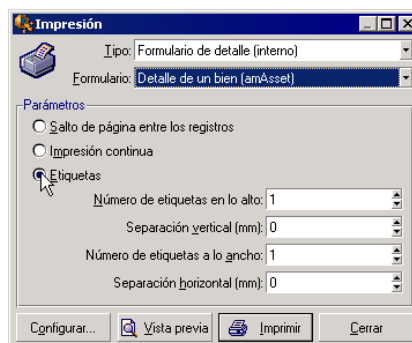 Impresión
Tipo: Formulario de detalle (interno)
Formulario: Detalle de un bien (amAsset)
Parámetros
Salto de página entre los registros
Impresión continua
Etiquetas
Número de etiquetas en lo alto: 1
Separación vertical (mm): 0
Número de etiquetas a lo ancho: 1
Separación horizontal (mm): 0
Configurar... Vista previa Imprimir Cerrar